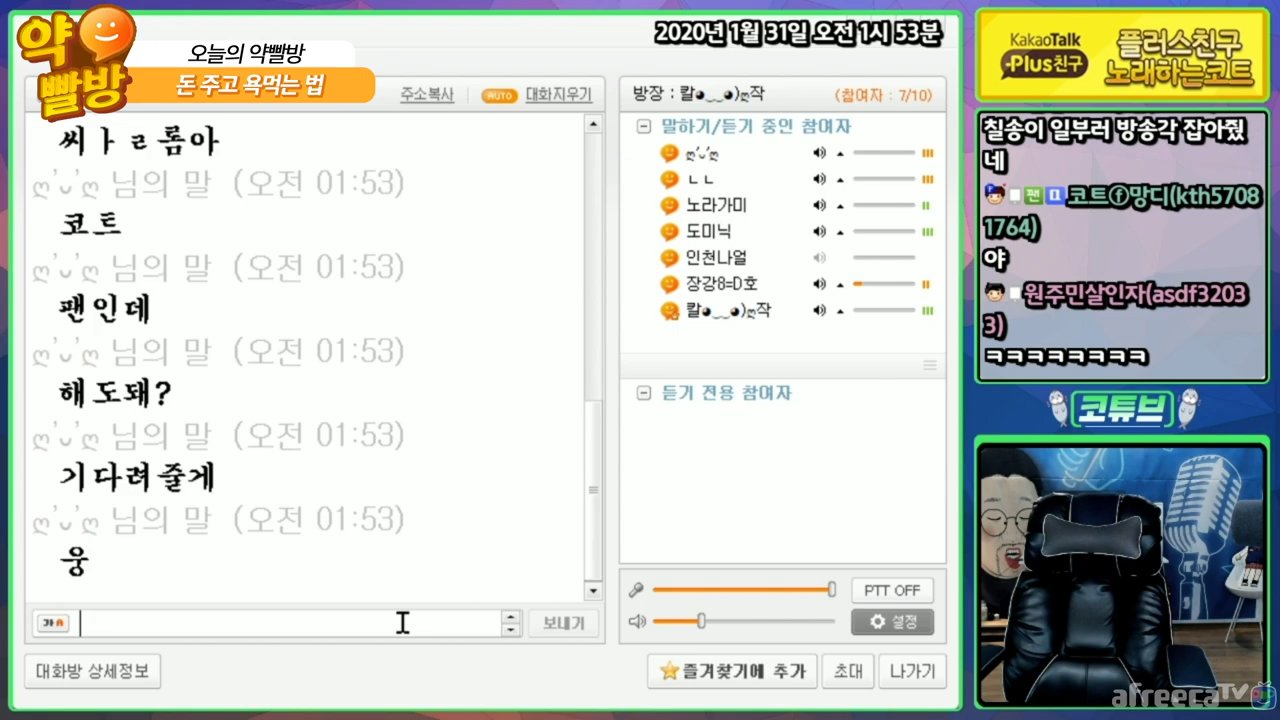 약빨방
오늘의 약빨방
돈 주고 욕먹는 법
2020년 1월 31일 오전 1시 53분
주소복사
AUTO 대화지우기
씨ㅏㄹ롬아
ღ'ᴗ'ღ 님의 말 (오전 01:53)
코트
ღ'ᴗ'ღ 님의 말 (오전 01:53)
팬인데
ღ'ᴗ'ღ 님의 말 (오전 01:53)
해도돼?
ღ'ᴗ'ღ 님의 말 (오전 01:53)
기다려줄게
ღ'ᴗ'ღ 님의 말 (오전 01:53)
웅
가
보내기
대화방 상세정보
방장 : 칼◕‿‿◕)ღ작
(참여자 : 7/10)
말하기/듣기 중인 참여자
ღ'ᴗ'ღ
ㄴㄴ
노라가미
도미닉
인천나얼
장강8=D호
칼◕‿‿◕)ღ작
듣기 전용 참여자
PTT OFF
설정
즐겨찾기에 추가
초대
나가기
KakaoTalk
Plus친구
플러스친구
노래하는코트
칠송이 일부러 방송각 잡아줬
네
팬 코트ⓕ망디(kth5708
1764)
야
원주민살인자(asdf3203
3)
ㅋㅋㅋㅋㅋㅋㅋㅋ
코튜브
afreecaTV